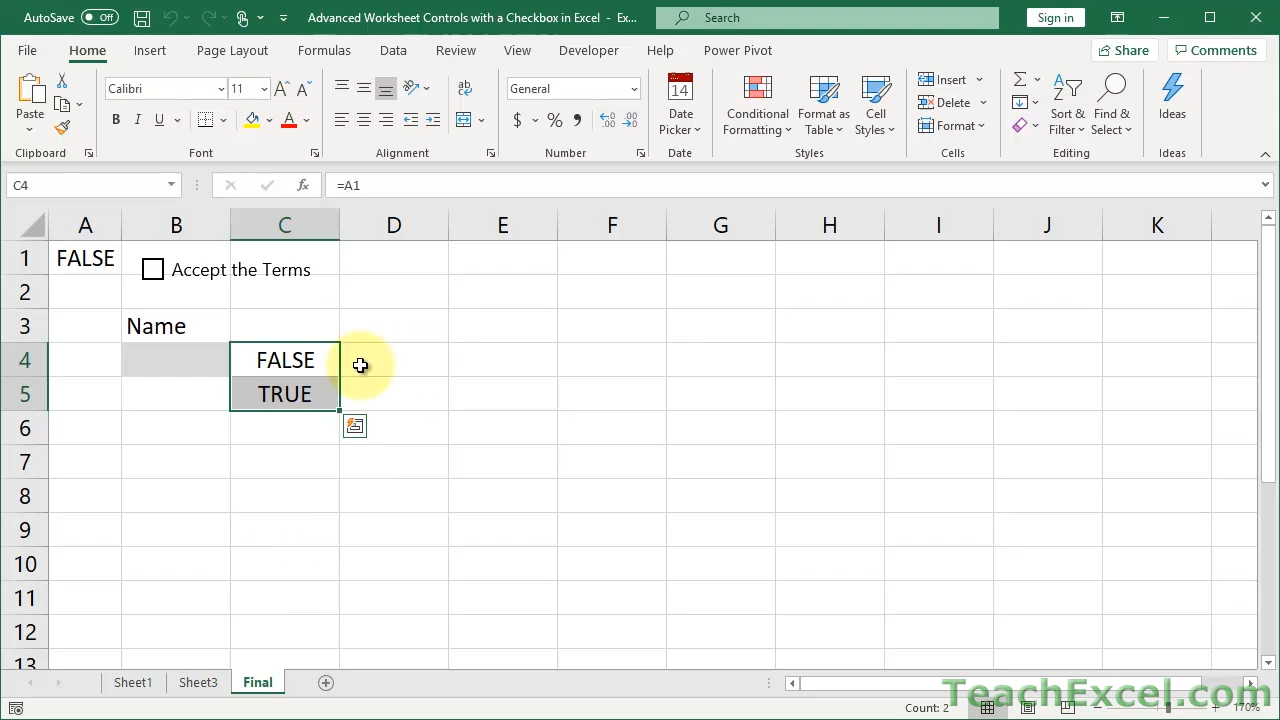 AutoSave Off Advanced Worksheet Controls with a Checkbox in Excel - Ex... Search Sign in
File Home Insert Page Layout Formulas Data Review View Developer Help Power Pivot Share Comments
Paste Calibri 11 A A General Date Picker Conditional Formatting Format as Table Cell Styles Insert Delete Format Sort & Filter Find & Select Ideas
B I U A $ % 9
Clipboard Font Alignment Number Date Styles Cells Editing Ideas
C4 fx =A1
A B C D E F G H I J K
1 FALSE Accept the Terms
2
3 Name
4 FALSE
5 TRUE
6
7
8
9
10
11
12
13
Sheet1 Sheet3 Final
Count: 2 170%
TeachExcel.com